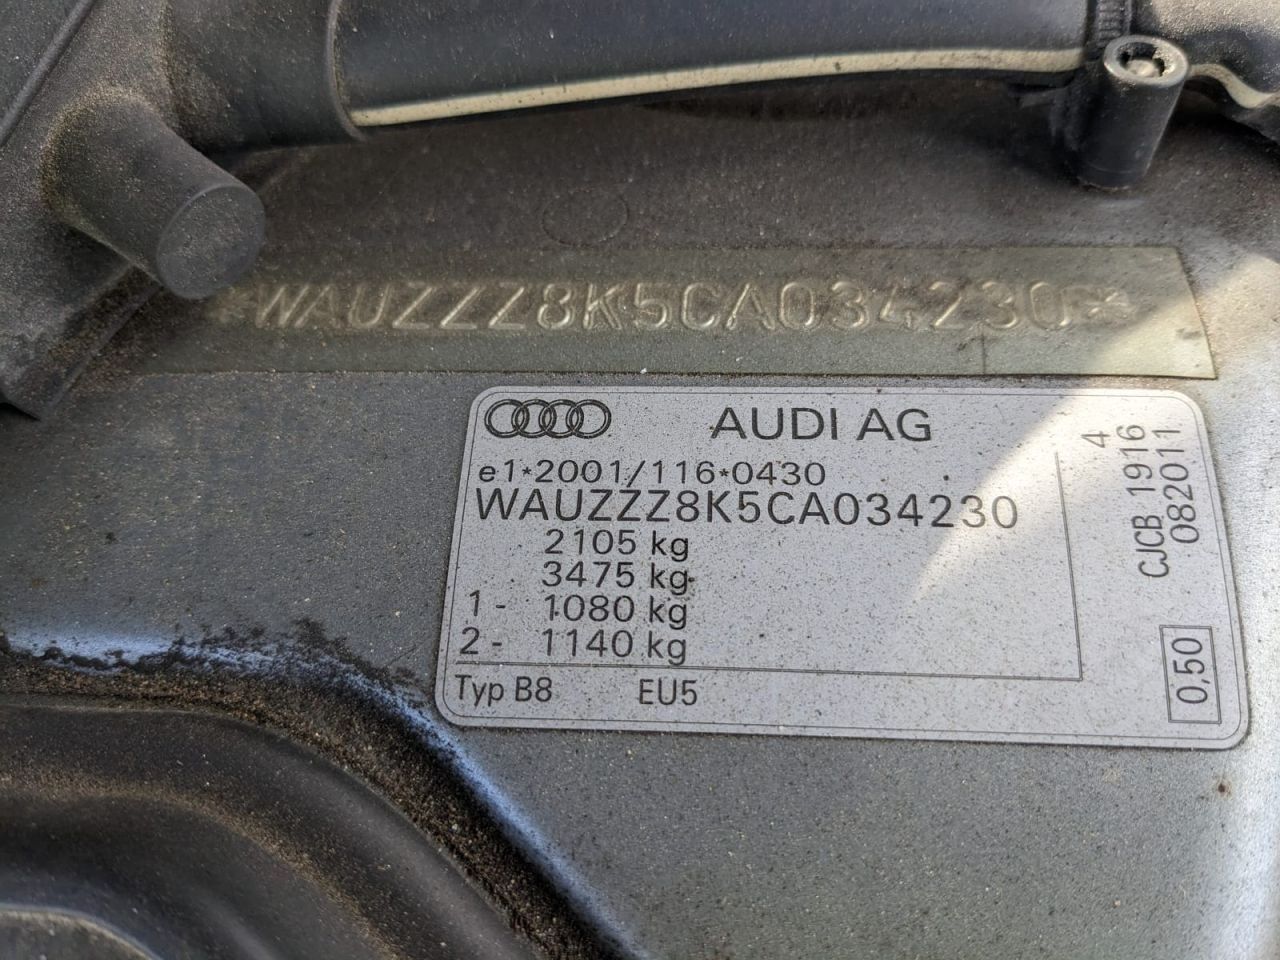 *WAUZZZ8K5CA034230*
AUDI AG
e1*2001/116*0430
WAUZZZ8K5CA034230
2105 kg
3475 kg
1 - 1080 kg
2 - 1140 kg
Typ B8 EU5
4
CJCB 1916
082011
0,50